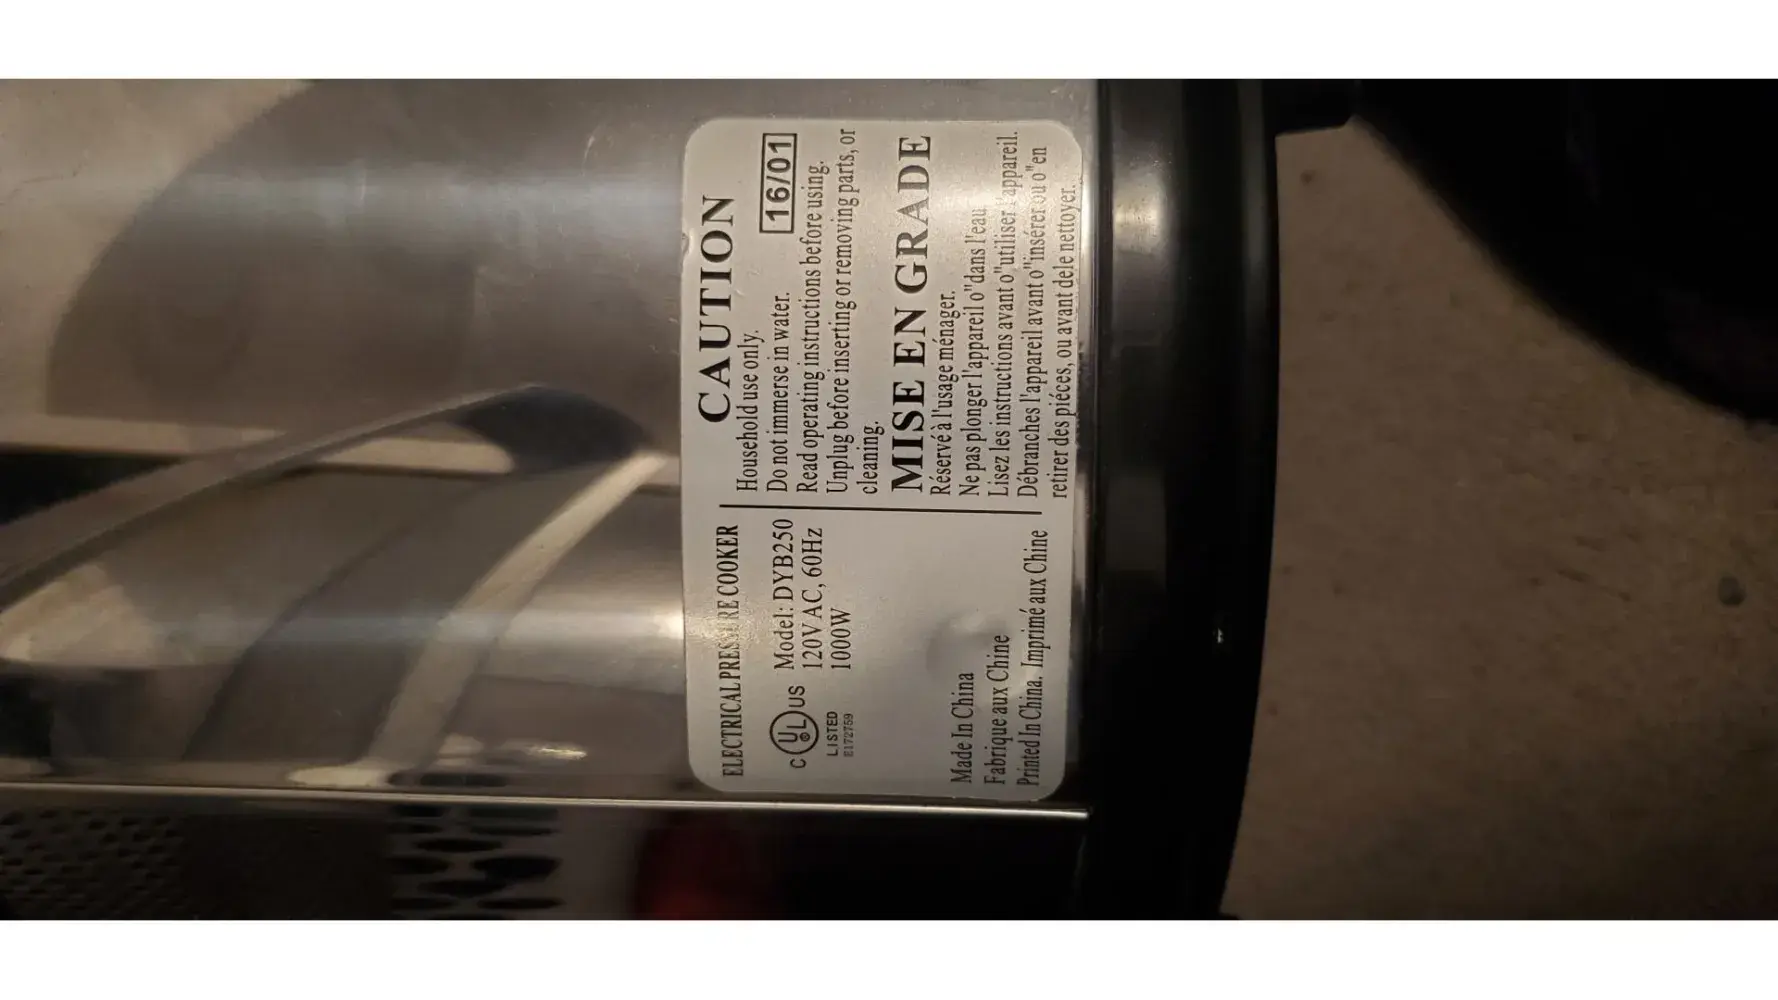 ELECTRICAL PRESSURE COOKER
C UL US
LISTED
E172759
Model: DYB250
120V AC, 60Hz
1000W
Made In China
Fabrique aux Chine
Printed In China. Imprimé aux Chine
CAUTION
16/01
Household use only.
Do not immerse in water.
Read operating instructions before using.
Unplug before inserting or removing parts, or
cleaning.
MISE EN GRADE
Réservé à l'usage ménager.
Ne pas plonger l'appareil o"dans l'eau.
Lisez les instructions avant o"utiliser l'appareil.
Débranches l'appareil avant o"insérer ou o"en
retirer des piéces, ou avant dele nettoyer.